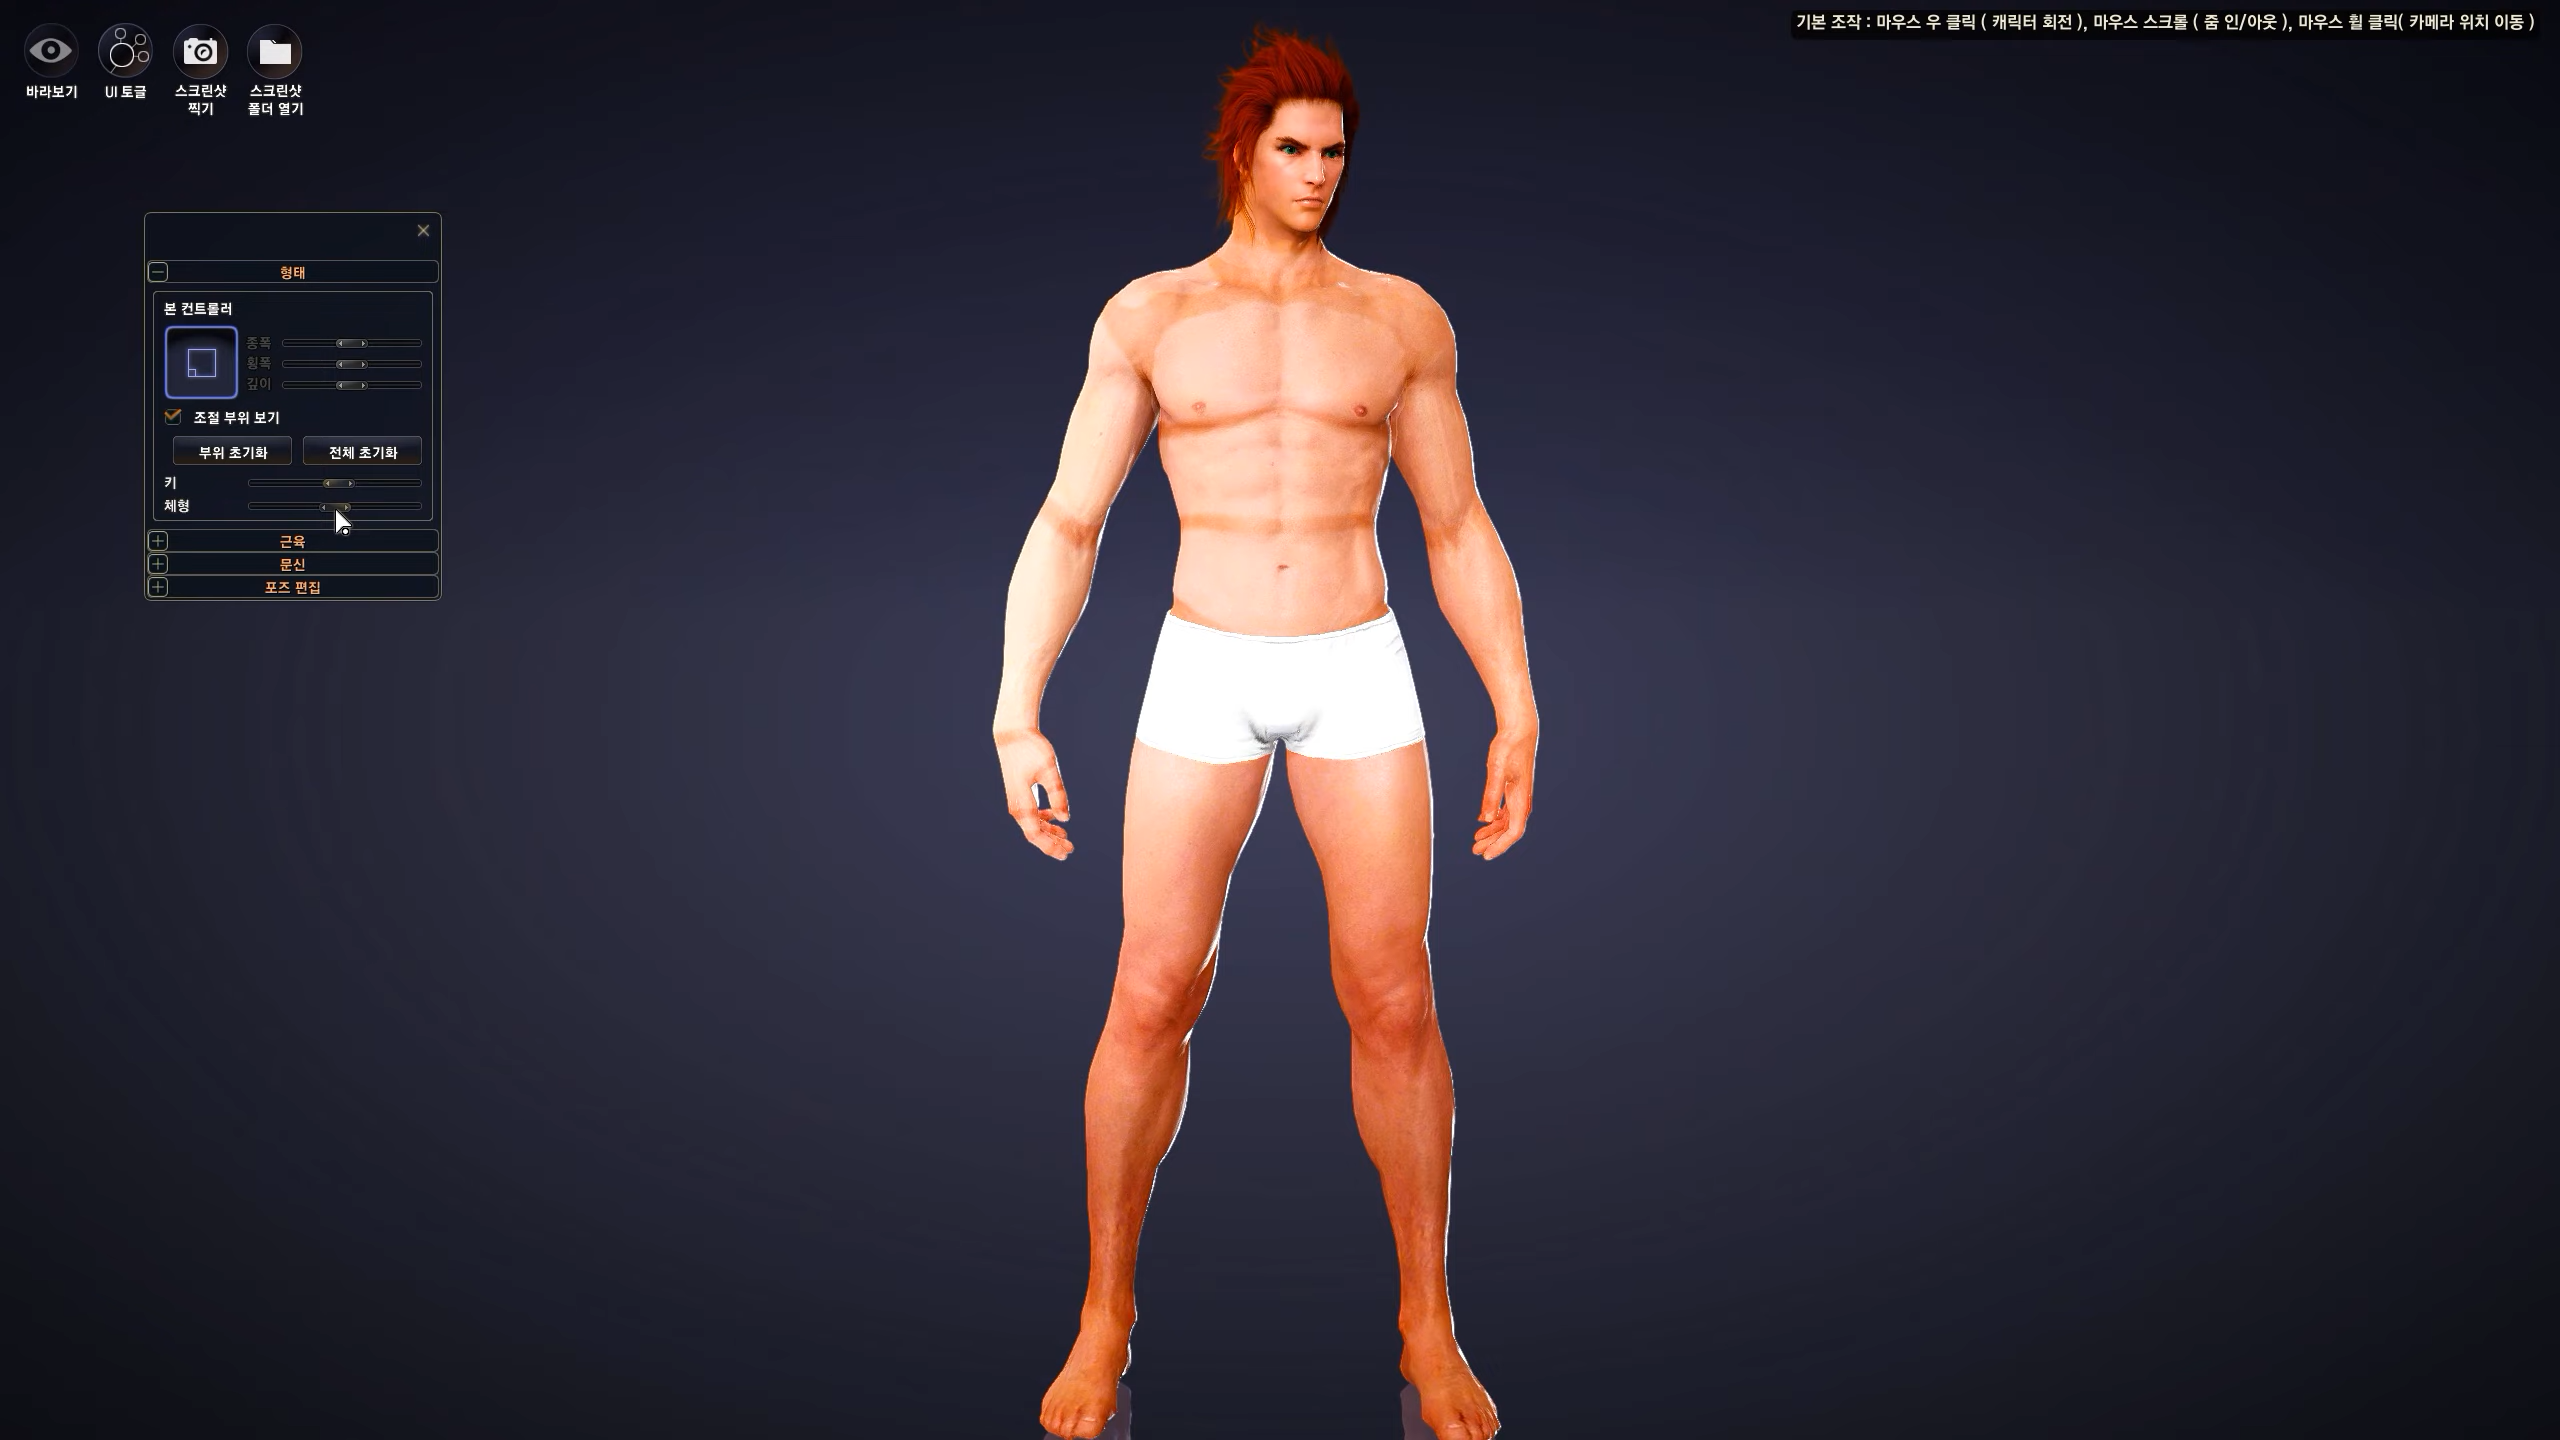 기본 조작 : 마우스 우 클릭 ( 캐릭터 회전 ), 마우스 스크롤 ( 줌 인/아웃 ), 마우스 휠 클릭( 카메라 위치 이동 )
바라보기
UI 토글
스크린샷
찍기
스크린샷
폴더 열기
형태
본 컨트롤러
종폭
횡폭
깊이
조절 부위 보기
부위 초기화
전체 초기화
키
체형
근육
문신
포즈 편집